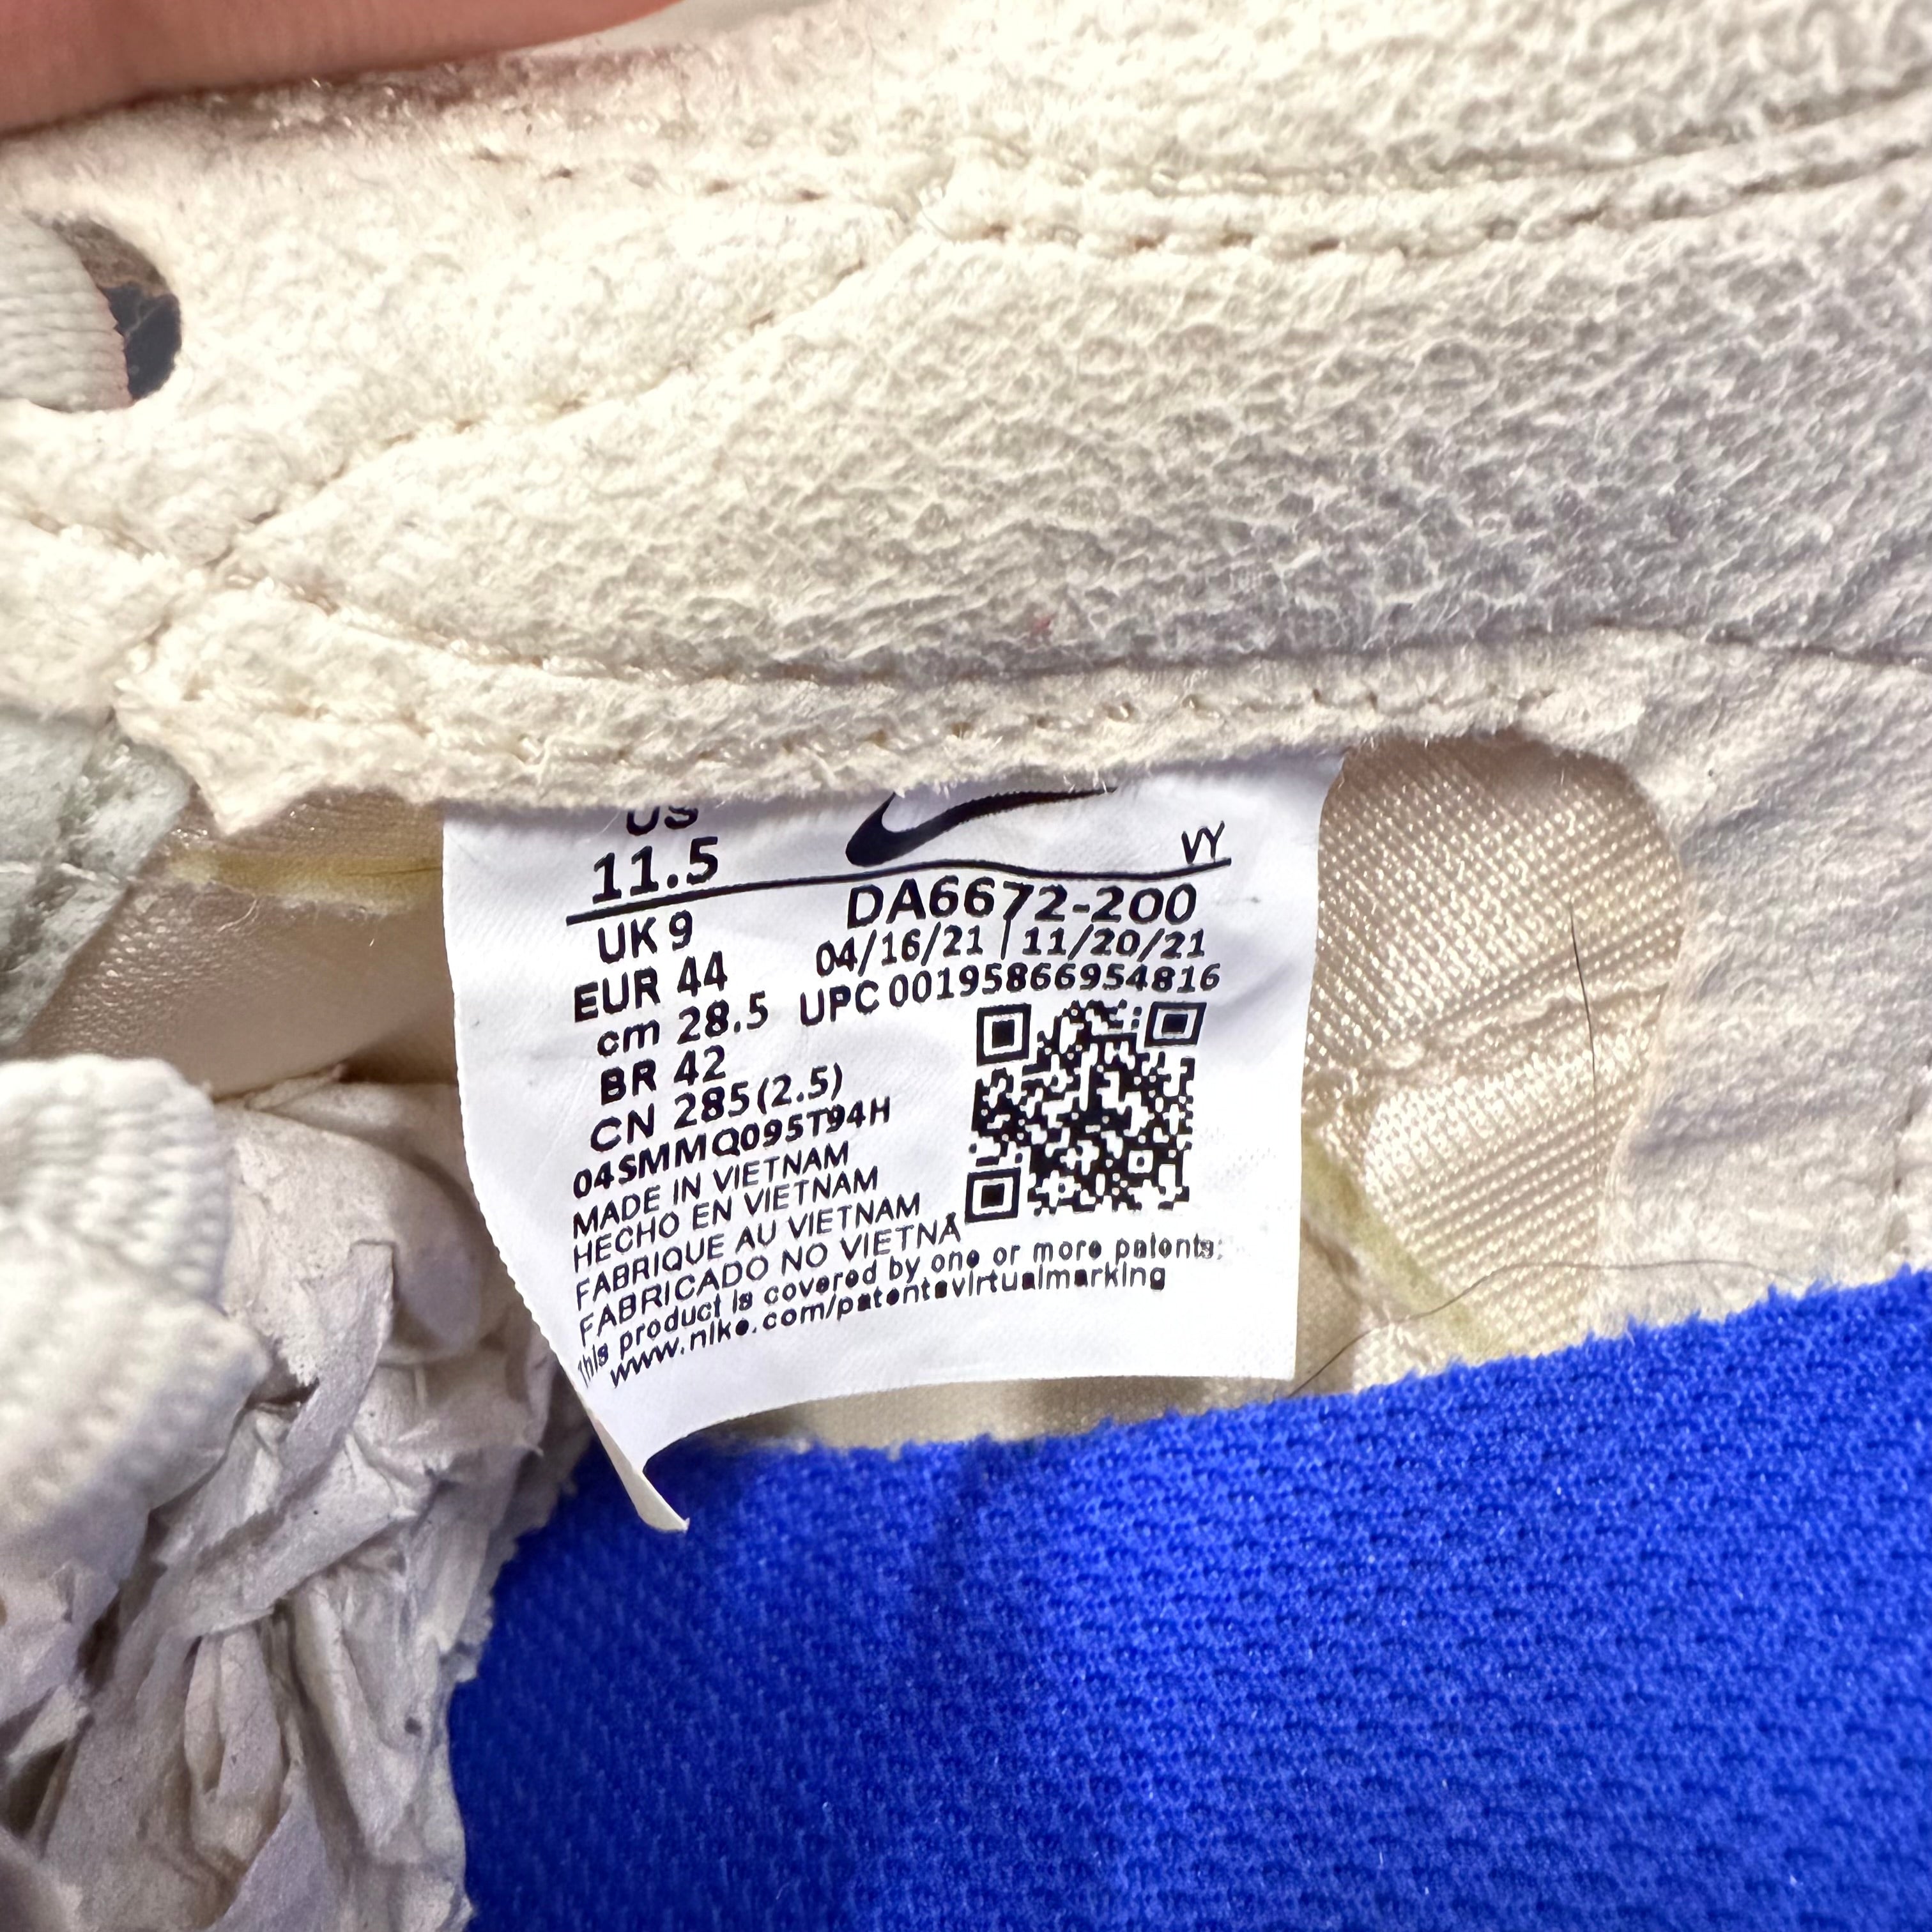 US
11.5
VY
UK 9
EUR 44
cm 28.5
BR 42
CN 285(2.5)
DA6672-200
04/16/21 | 11/20/21
UPC 00195866954816
04SMMQ095T94H
MADE IN VIETNAM
HECHO EN VIETNAM
FABRIQUE AU VIETNAM
FABRICADO NO VIETNÃ
This product is covered by one or more patents:
www.nike.com/patentsvirtualmarking